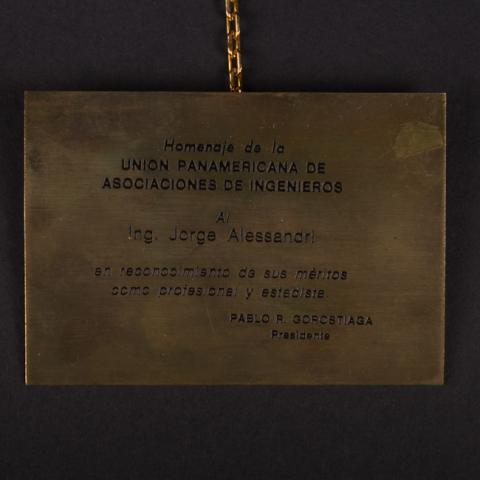 Homenaje de la
UNION PANAMERICANA DE
ASOCIACIONES DE INGENIEROS
Al
Ing. Jorge Alessandri
en reconocimiento de sus méritos
como profesional y estadista.
PABLO R. GOROSTIAGA
Presidente